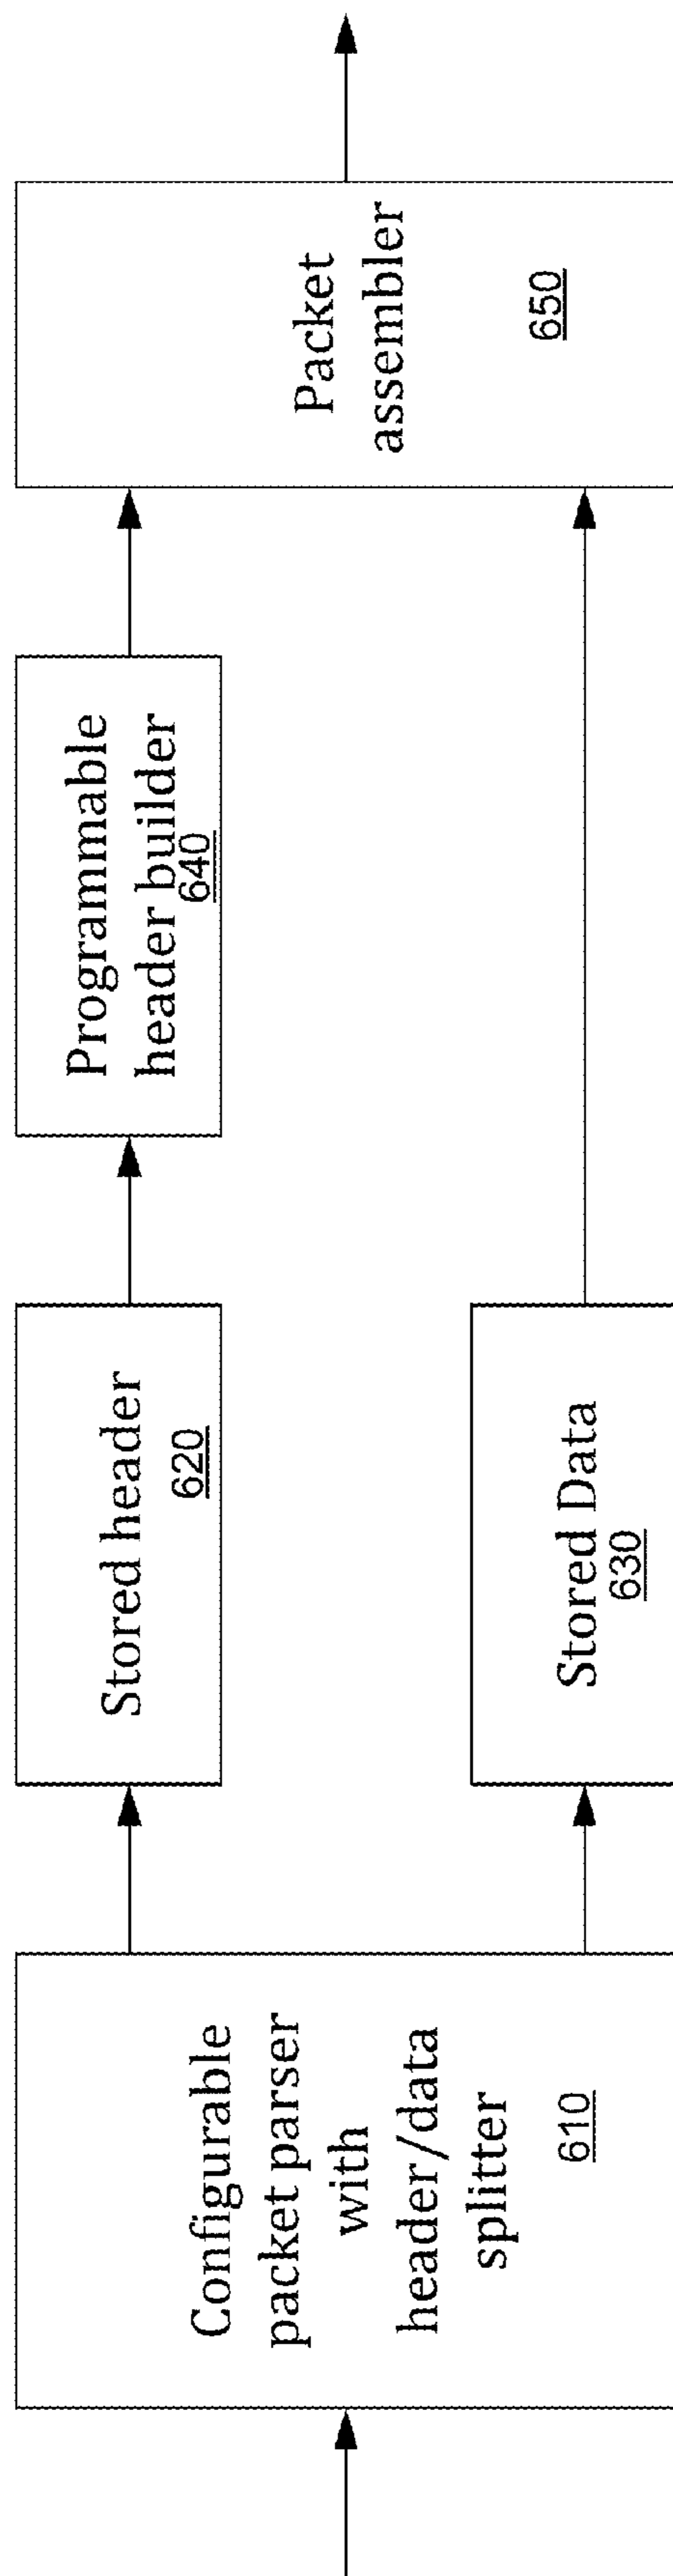 Configurable
packet parser
with
header/data
splitter
610
Stored header
620
Stored Data
630
Programmable
header builder
640
Packet
assembler
650